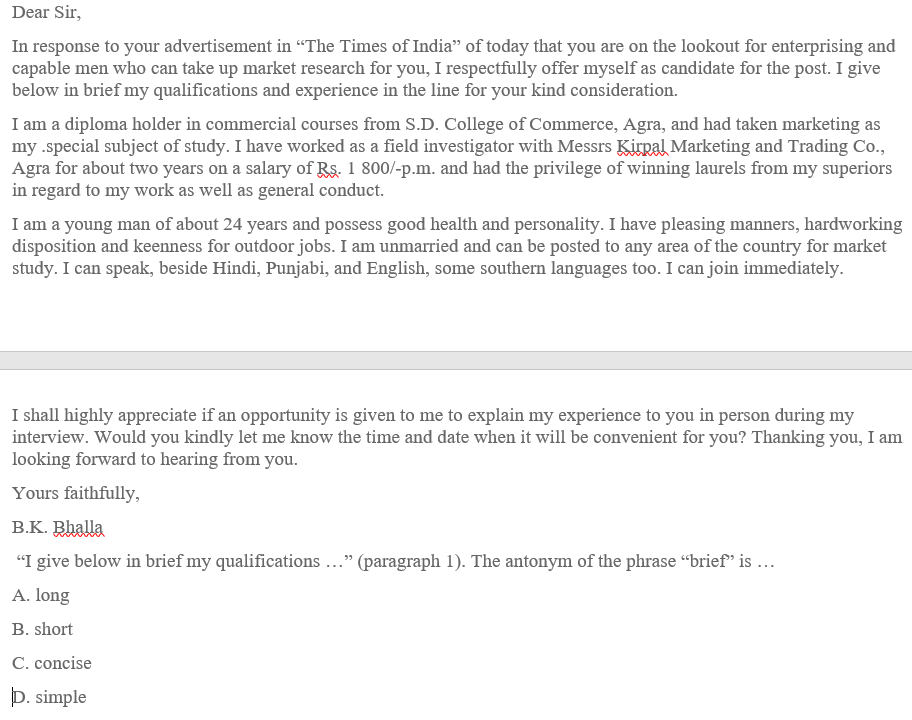 Dear Sir,
In response to your advertisement in “The Times of India” of today that you are on the lookout for enterprising and
capable men who can take up market research for you, I respectfully offer myself as candidate for the post. I give
below in brief my qualifications and experience in the line for your kind consideration.
I am a diploma holder in commercial courses from S.D. College of Commerce, Agra, and had taken marketing as
my .special subject of study. I have worked as a field investigator with Messrs Kirpal Marketing and Trading Co.,
Agra for about two years on a salary of Rs. 1 800/-p.m. and had the privilege of winning laurels from my superiors
in regard to my work as well as general conduct.
I am a young man of about 24 years and possess good health and personality. I have pleasing manners, hardworking
disposition and keenness for outdoor jobs. I am unmarried and can be posted to any area of the country for market
study. I can speak, beside Hindi, Punjabi, and English, some southern languages too. I can join immediately.
I shall highly appreciate if an opportunity is given to me to explain my experience to you in person during my
interview. Would you kindly let me know the time and date when it will be convenient for you? Thanking you, I am
looking forward to hearing from you.
Yours faithfully,
B.K. Bhalla
“I give below in brief my qualifications …” (paragraph 1). The antonym of the phrase “brief” is …
A. long
B. short
C. concise
D. simple